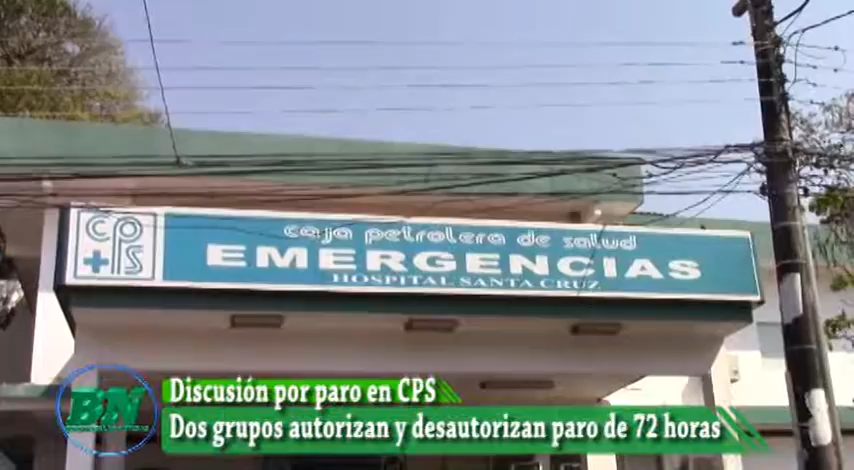 CPS
caja petrolera de salud
EMERGENCIAS
HOSPITAL SANTA CRUZ
BN
Discusión por paro en CPS
Dos grupos autorizan y desautorizan paro de 72 horas